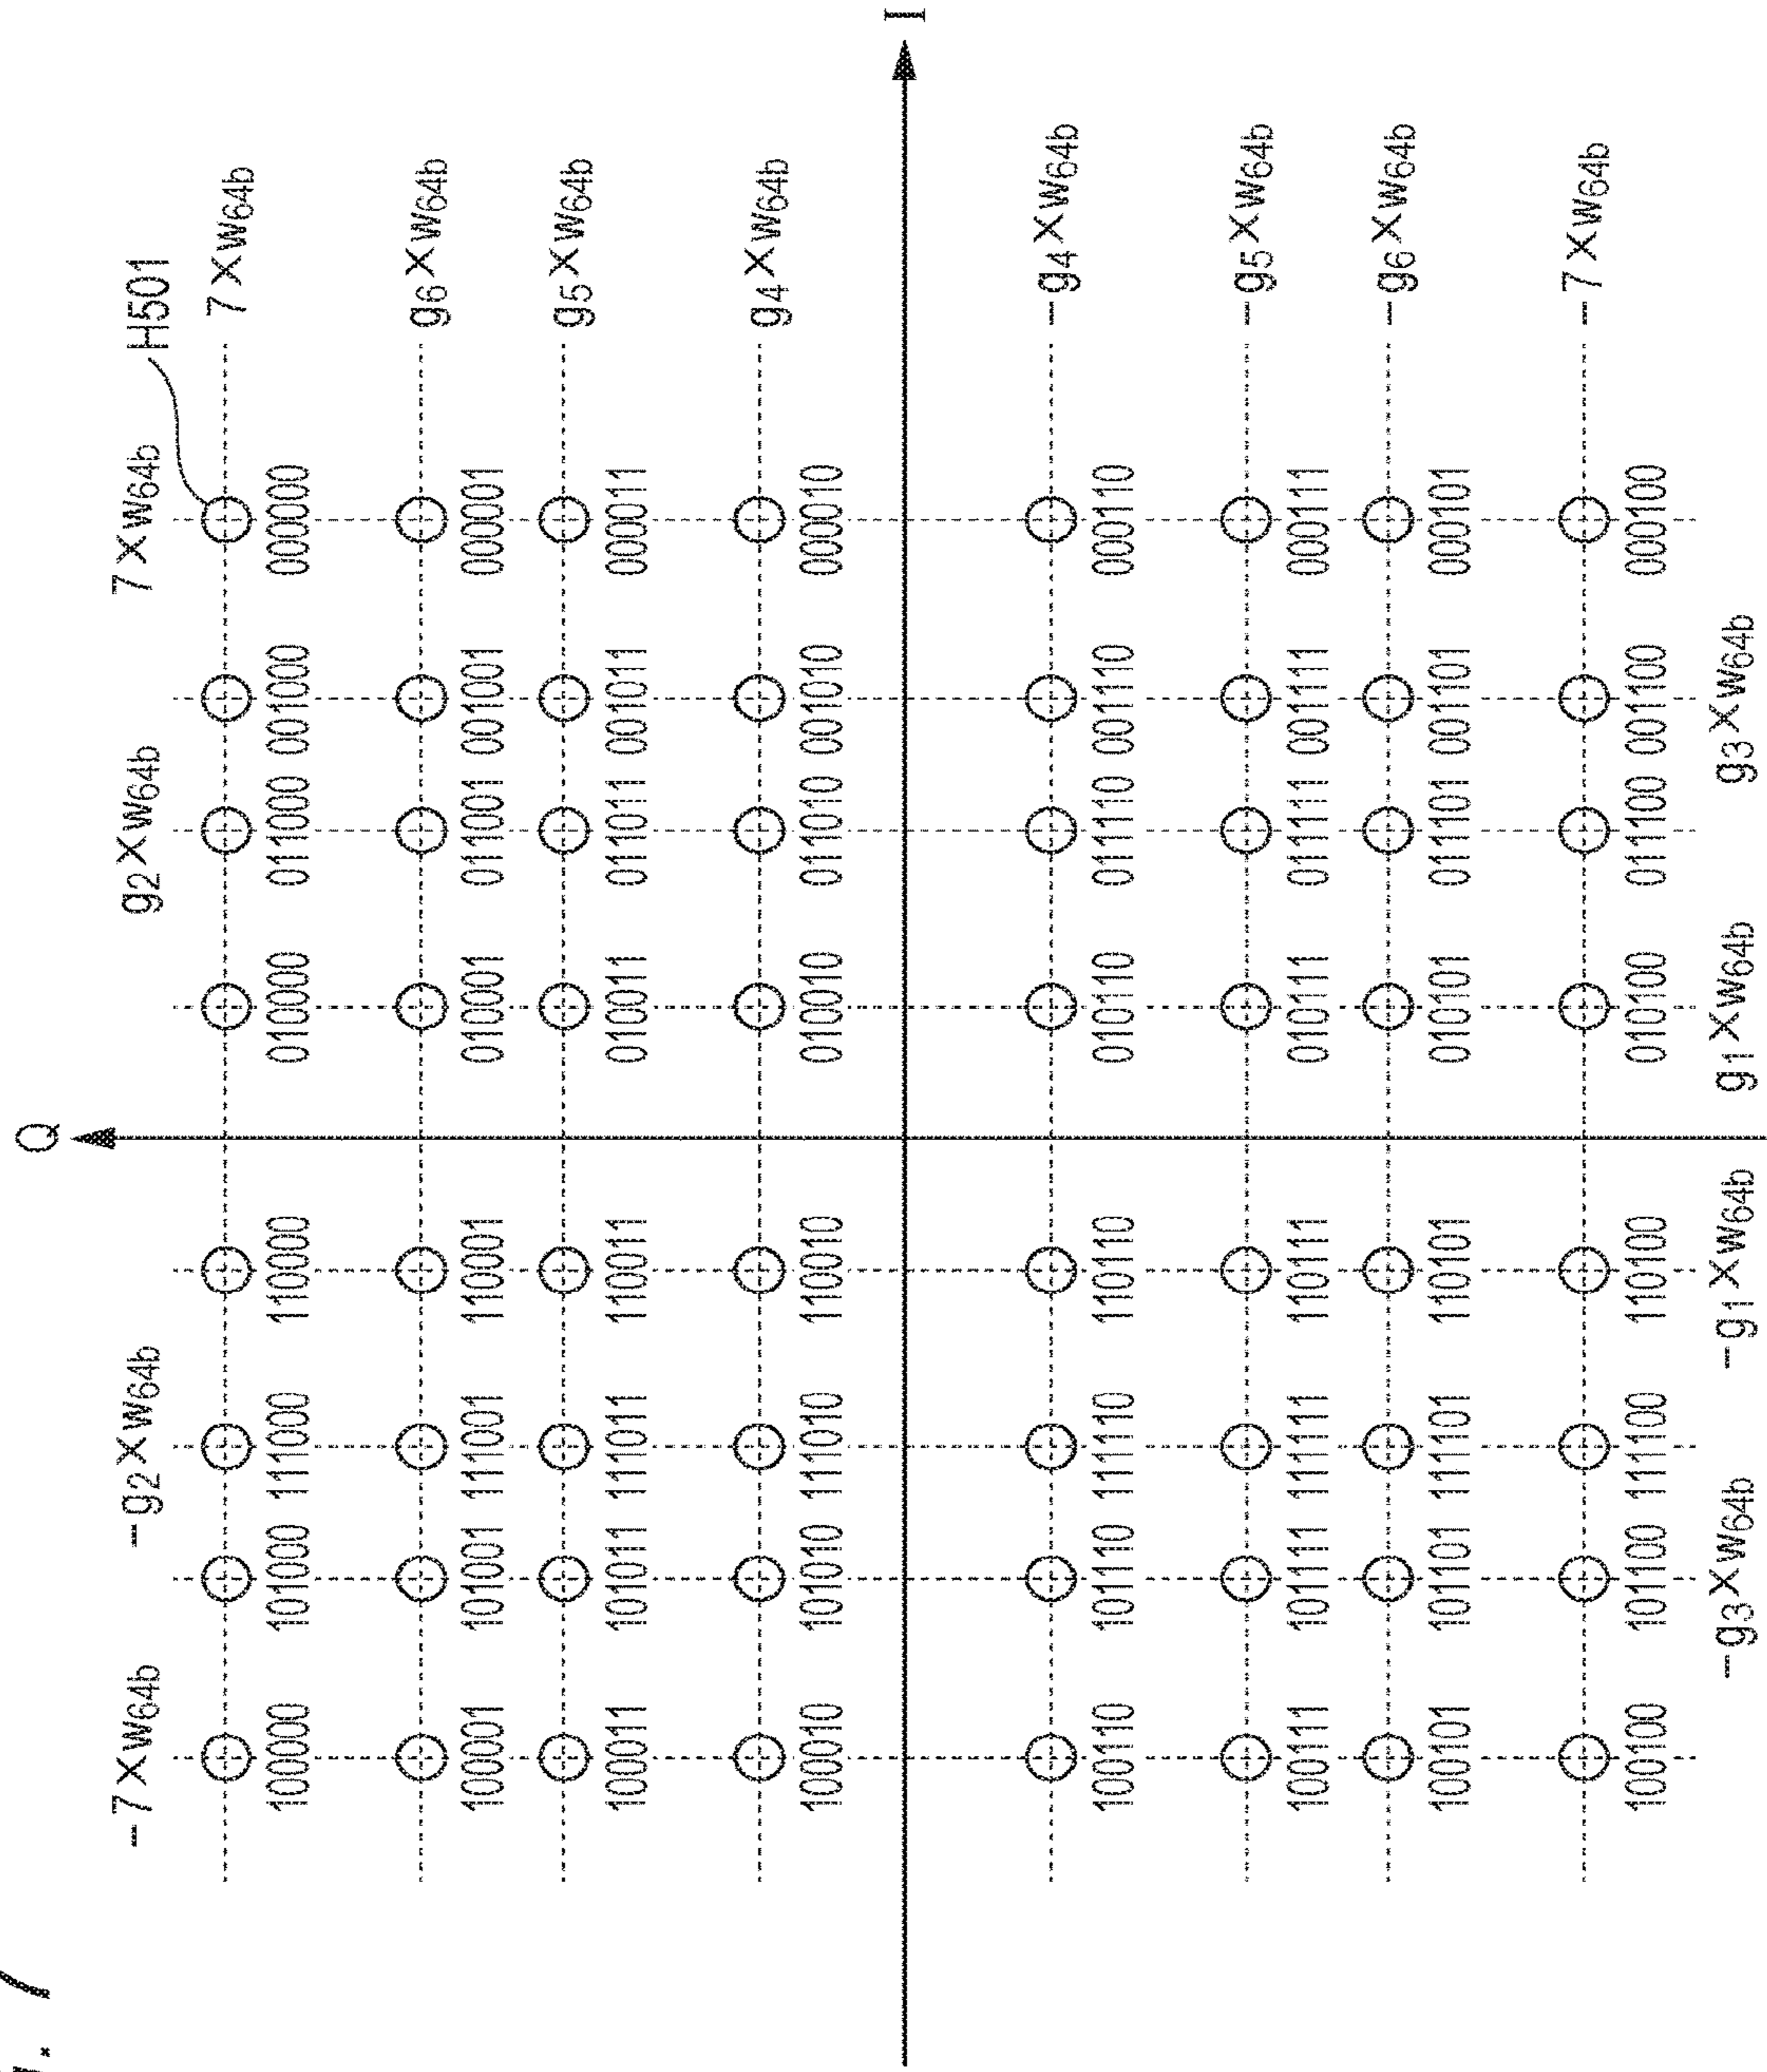 . 7
Q
H501
−7×w64b −g2×w64b g2×w64b 7×w64b
7×w64b
100000 101000 111000 110000 010000 011000 001000 000000
g6×w64b
100001 101001 111001 110001 010001 011001 001001 000001
g5×w64b
100011 101011 111011 110011 010011 011011 001011 000011
g4×w64b
100010 101010 111010 110010 010010 011010 001010 000010
I
−g4×w64b
100110 101110 111110 110110 010110 011110 001110 000110
−g5×w64b
100111 101111 111111 110111 010111 011111 001111 000111
−g6×w64b
100101 101101 111101 110101 010101 011101 001101 000101
−7×w64b
100100 101100 111100 110100 010100 011100 001100 000100
−g3×w64b −g1×w64b g1×w64b g3×w64b